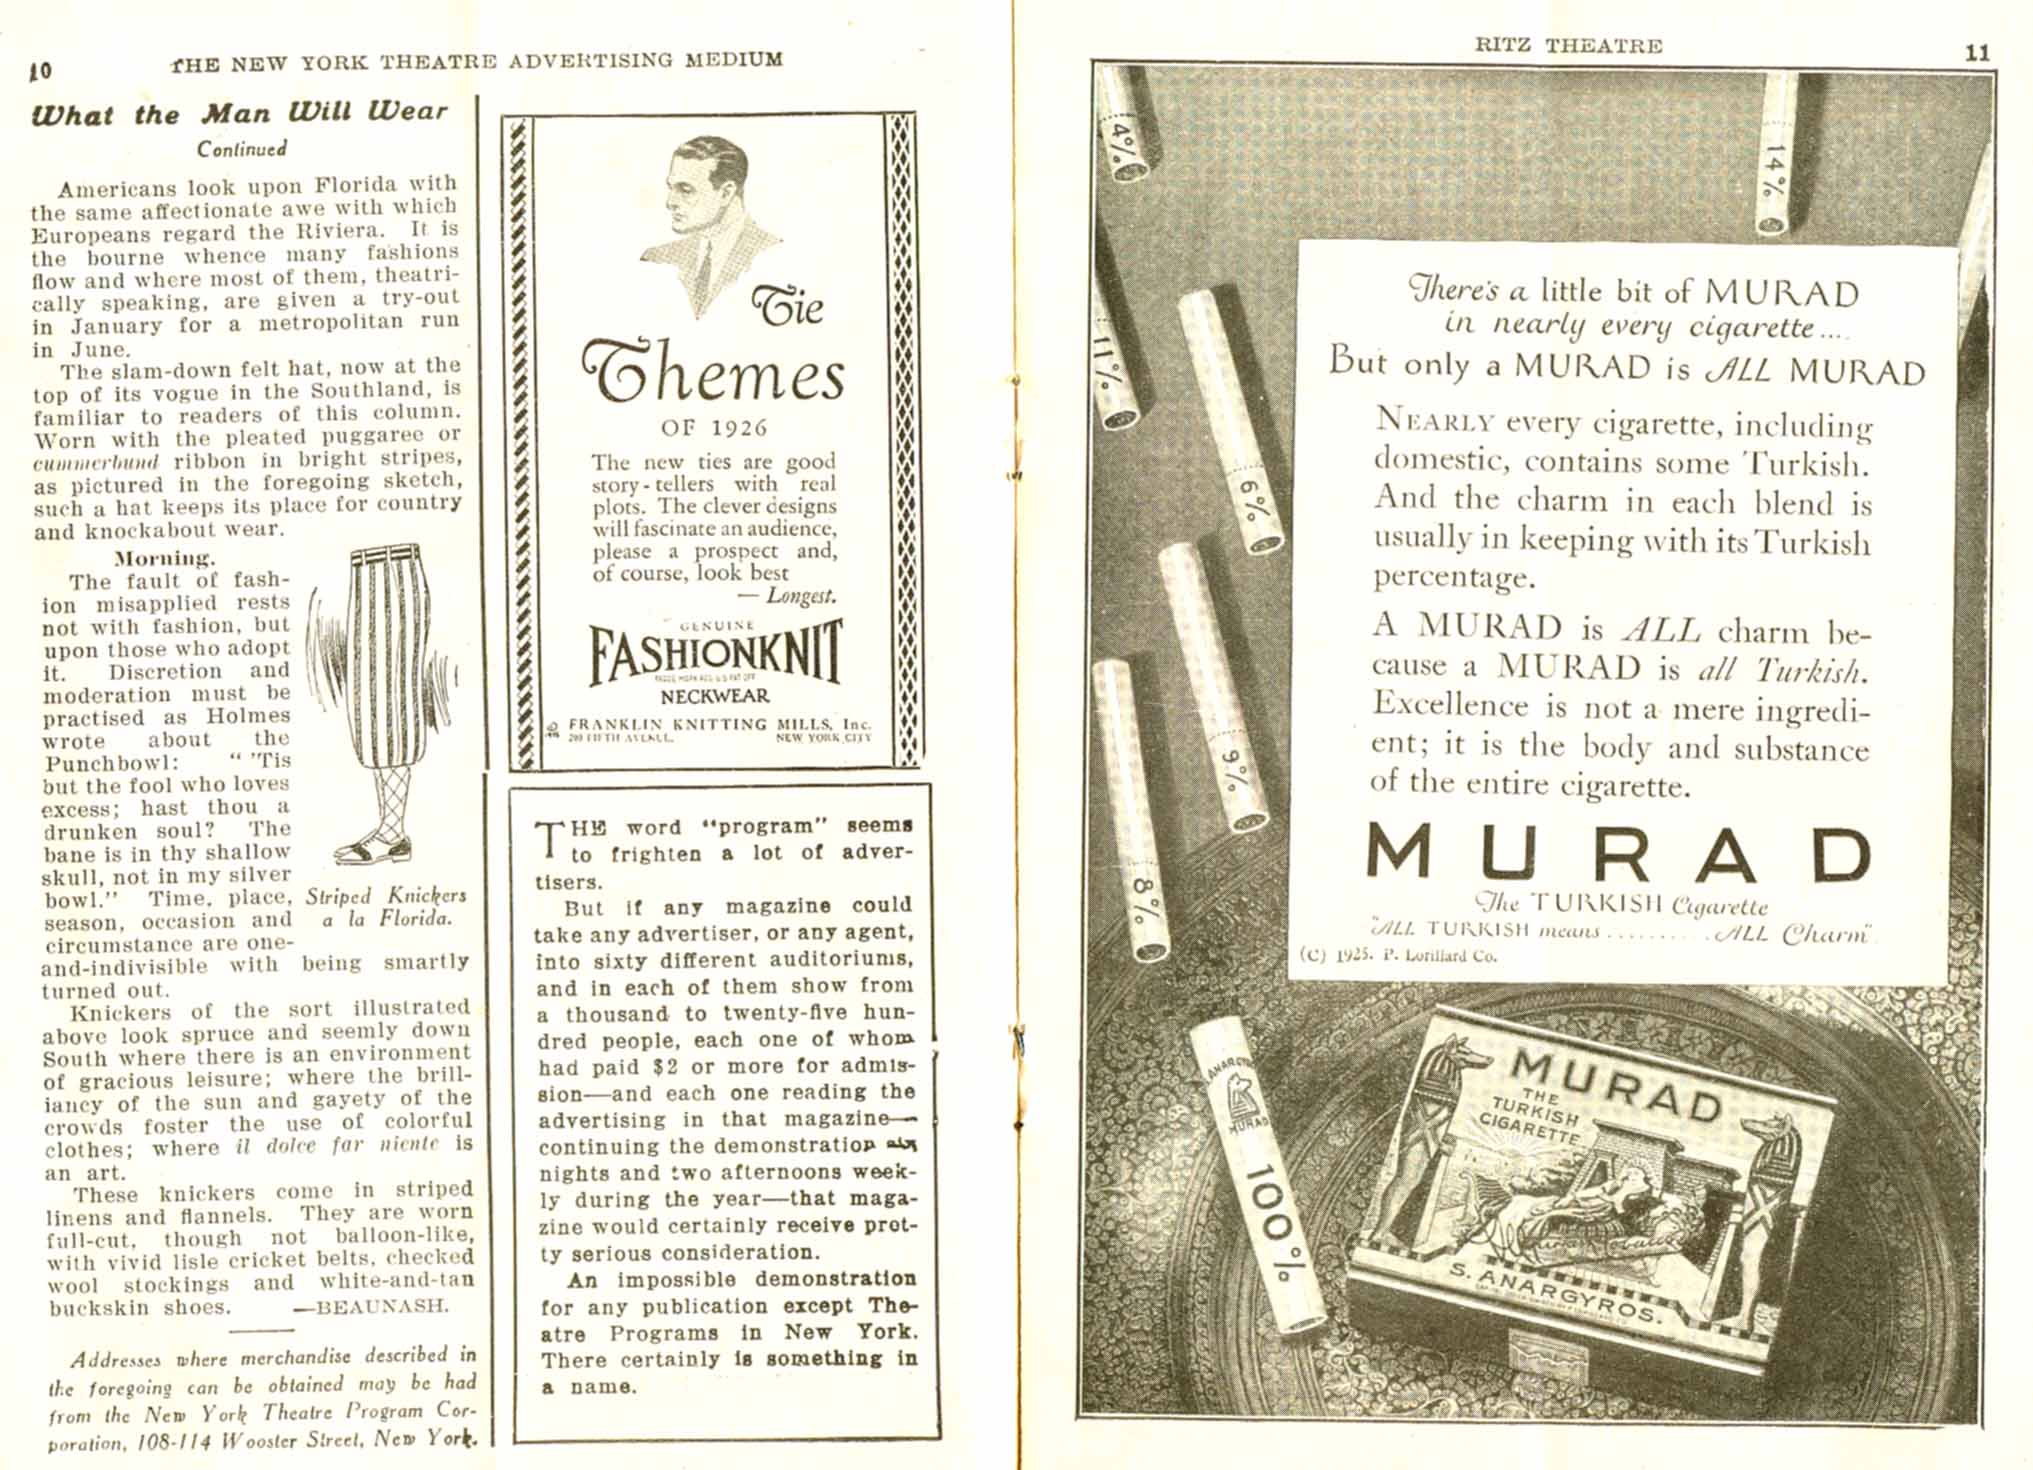 10
THE NEW YORK THEATRE ADVERTISING MEDIUM
What the Man Will Wear
Continued
Americans look upon Florida with
the same affectionate awe with which
Europeans regard the Riviera. It is
the bourne whence many fashions
flow and where most of them, theatri-
cally speaking, are given a try-out
in January for a metropolitan run
in June.
The slam-down felt hat, now at the
top of its vogue in the Southland, is
familiar to readers of this column.
Worn with the pleated puggaree or
cummerbund ribbon in bright stripes,
as pictured in the foregoing sketch,
such a hat keeps its place for country
and knockabout wear.
Morning.
The fault of fash-
ion misapplied rests
not with fashion, but
upon those who adopt
it. Discretion and
moderation must be
practised as Holmes
wrote about the
Punchbowl: " 'Tis
but the fool who loves
excess; hast thou a
drunken soul? The
bane is in thy shallow
skull, not in my silver
bowl." Time, place,
season, occasion and
circumstance are one-
and-indivisible with being smartly
turned out.
Striped Knickers
a la Florida.
Knickers of the sort illustrated
above look spruce and seemly down
South where there is an environment
of gracious leisure; where the brill-
iancy of the sun and gayety of the
crowds foster the use of colorful
clothes; where il dolce far niente is
an art.
These knickers come in striped
linens and flannels. They are worn
full-cut, though not balloon-like,
with vivid lisle cricket belts, checked
wool stockings and white-and-tan
buckskin shoes. —BEAUNASH.
Addresses where merchandise described in
the foregoing can be obtained may be had
from the New York Theatre Program Cor-
poration, 108-114 Wooster Street, New York.
Tie
Themes
OF 1926
The new ties are good
story-tellers with real
plots. The clever designs
will fascinate an audience,
please a prospect and,
of course, look best
— Longest.
GENUINE
FASHIONKNIT
TRADE MARK REG. U.S. PAT. OFF.
NECKWEAR
FRANKLIN KNITTING MILLS, Inc.
200 FIFTH AVENUE. NEW YORK CITY
THE word "program" seems
to frighten a lot of adver-
tisers.
But if any magazine could
take any advertiser, or any agent,
into sixty different auditoriums,
and in each of them show from
a thousand to twenty-five hun-
dred people, each one of whom
had paid $2 or more for admis-
sion—and each one reading the
advertising in that magazine—
continuing the demonstration six
nights and two afternoons week-
ly during the year—that maga-
zine would certainly receive prot-
ty serious consideration.
An impossible demonstration
for any publication except The-
atre Programs in New York.
There certainly is something in
a name.
RITZ THEATRE
11
4%
14%
11%
6%
9%
8%
There's a little bit of MURAD
in nearly every cigarette....
But only a MURAD is ALL MURAD
NEARLY every cigarette, including
domestic, contains some Turkish.
And the charm in each blend is
usually in keeping with its Turkish
percentage.
A MURAD is ALL charm be-
cause a MURAD is all Turkish.
Excellence is not a mere ingredi-
ent; it is the body and substance
of the entire cigarette.
MURAD
The TURKISH Cigarette
"ALL TURKISH means .......... ALL Charm"
(C) 1925. P. Lorillard Co.
MURAD
100%
MURAD
THE
TURKISH
CIGARETTE
S. ANARGYROS.